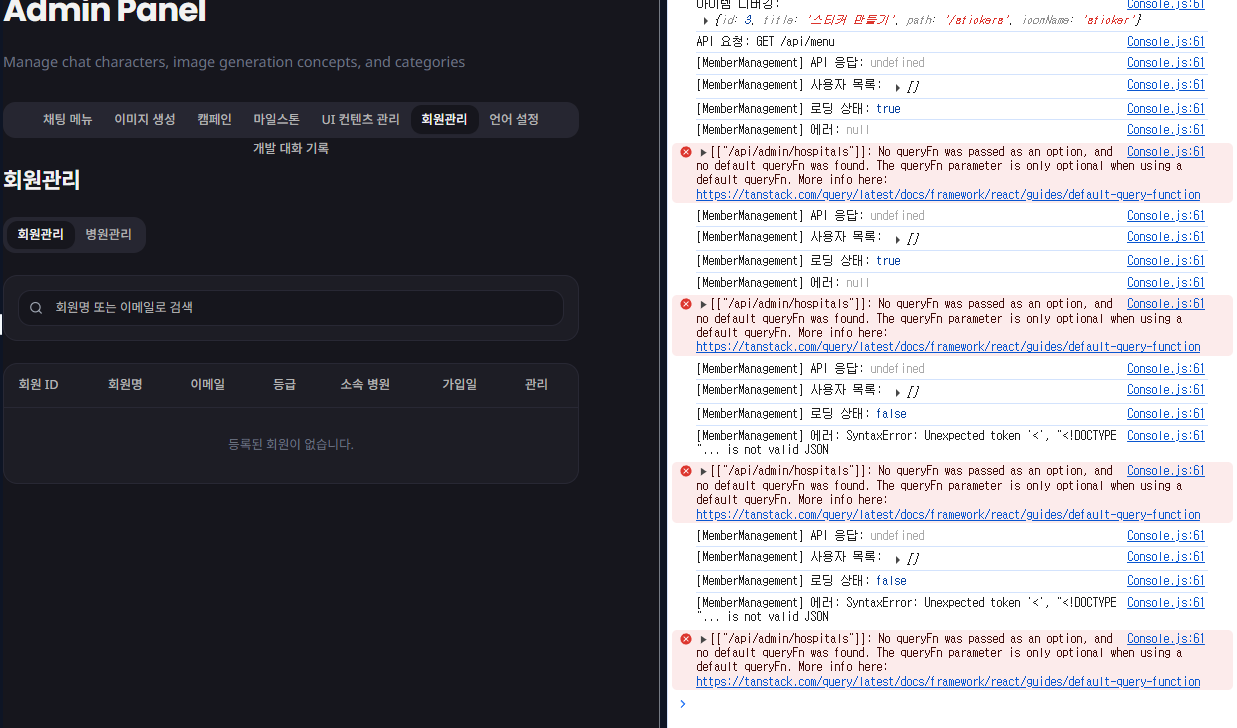 Admin Panel
Manage chat characters, image generation concepts, and categories
채팅 메뉴 이미지 생성 캠페인 마일스톤 UI 컨텐츠 관리 회원관리 언어 설정
개발 대화 기록
회원관리
회원관리 병원관리
회원명 또는 이메일로 검색
회원 ID 회원명 이메일 등급 소속 병원 가입일 관리
등록된 회원이 없습니다.
아이템 디버깅: Console.js:61
▶{id: 3, title: '스티커 만들기', path: '/stickers', iconName: 'sticker'}
API 요청: GET /api/menu Console.js:61
[MemberManagement] API 응답: undefined Console.js:61
[MemberManagement] 사용자 목록: ▶[] Console.js:61
[MemberManagement] 로딩 상태: true Console.js:61
[MemberManagement] 에러: null Console.js:61
▶[["/api/admin/hospitals"]]: No queryFn was passed as an option, and Console.js:61
no default queryFn was found. The queryFn parameter is only optional when using a
default queryFn. More info here:
https://tanstack.com/query/latest/docs/framework/react/guides/default-query-function
[MemberManagement] API 응답: undefined Console.js:61
[MemberManagement] 사용자 목록: ▶[] Console.js:61
[MemberManagement] 로딩 상태: true Console.js:61
[MemberManagement] 에러: null Console.js:61
▶[["/api/admin/hospitals"]]: No queryFn was passed as an option, and Console.js:61
no default queryFn was found. The queryFn parameter is only optional when using a
default queryFn. More info here:
https://tanstack.com/query/latest/docs/framework/react/guides/default-query-function
[MemberManagement] API 응답: undefined Console.js:61
[MemberManagement] 사용자 목록: ▶[] Console.js:61
[MemberManagement] 로딩 상태: false Console.js:61
[MemberManagement] 에러: SyntaxError: Unexpected token '<', "<!DOCTYPE Console.js:61
"... is not valid JSON
▶[["/api/admin/hospitals"]]: No queryFn was passed as an option, and Console.js:61
no default queryFn was found. The queryFn parameter is only optional when using a
default queryFn. More info here:
https://tanstack.com/query/latest/docs/framework/react/guides/default-query-function
[MemberManagement] API 응답: undefined Console.js:61
[MemberManagement] 사용자 목록: ▶[] Console.js:61
[MemberManagement] 로딩 상태: false Console.js:61
[MemberManagement] 에러: SyntaxError: Unexpected token '<', "<!DOCTYPE Console.js:61
"... is not valid JSON
▶[["/api/admin/hospitals"]]: No queryFn was passed as an option, and Console.js:61
no default queryFn was found. The queryFn parameter is only optional when using a
default queryFn. More info here:
https://tanstack.com/query/latest/docs/framework/react/guides/default-query-function